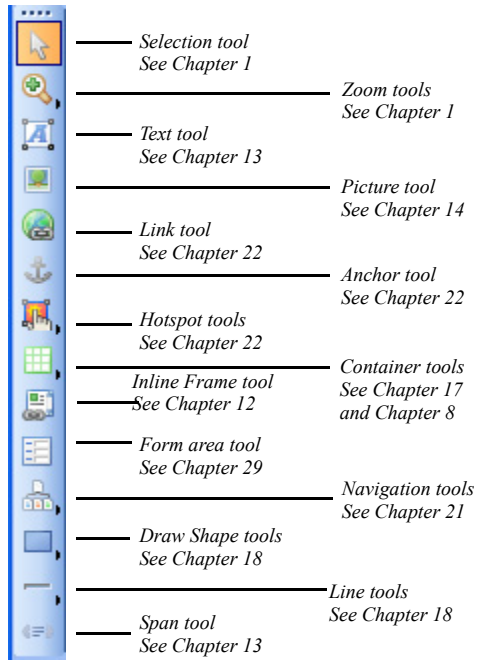 Selection tool
See Chapter 1
Zoom tools
See Chapter 1
Text tool
See Chapter 13
Picture tool
See Chapter 14
Link tool
See Chapter 22
Anchor tool
See Chapter 22
Hotspot tools
See Chapter 22
Container tools
See Chapter 17
and Chapter 8
Inline Frame tool
See Chapter 12
Form area tool
See Chapter 29
Navigation tools
See Chapter 21
Draw Shape tools
See Chapter 18
Line tools
See Chapter 18
Span tool
See Chapter 13